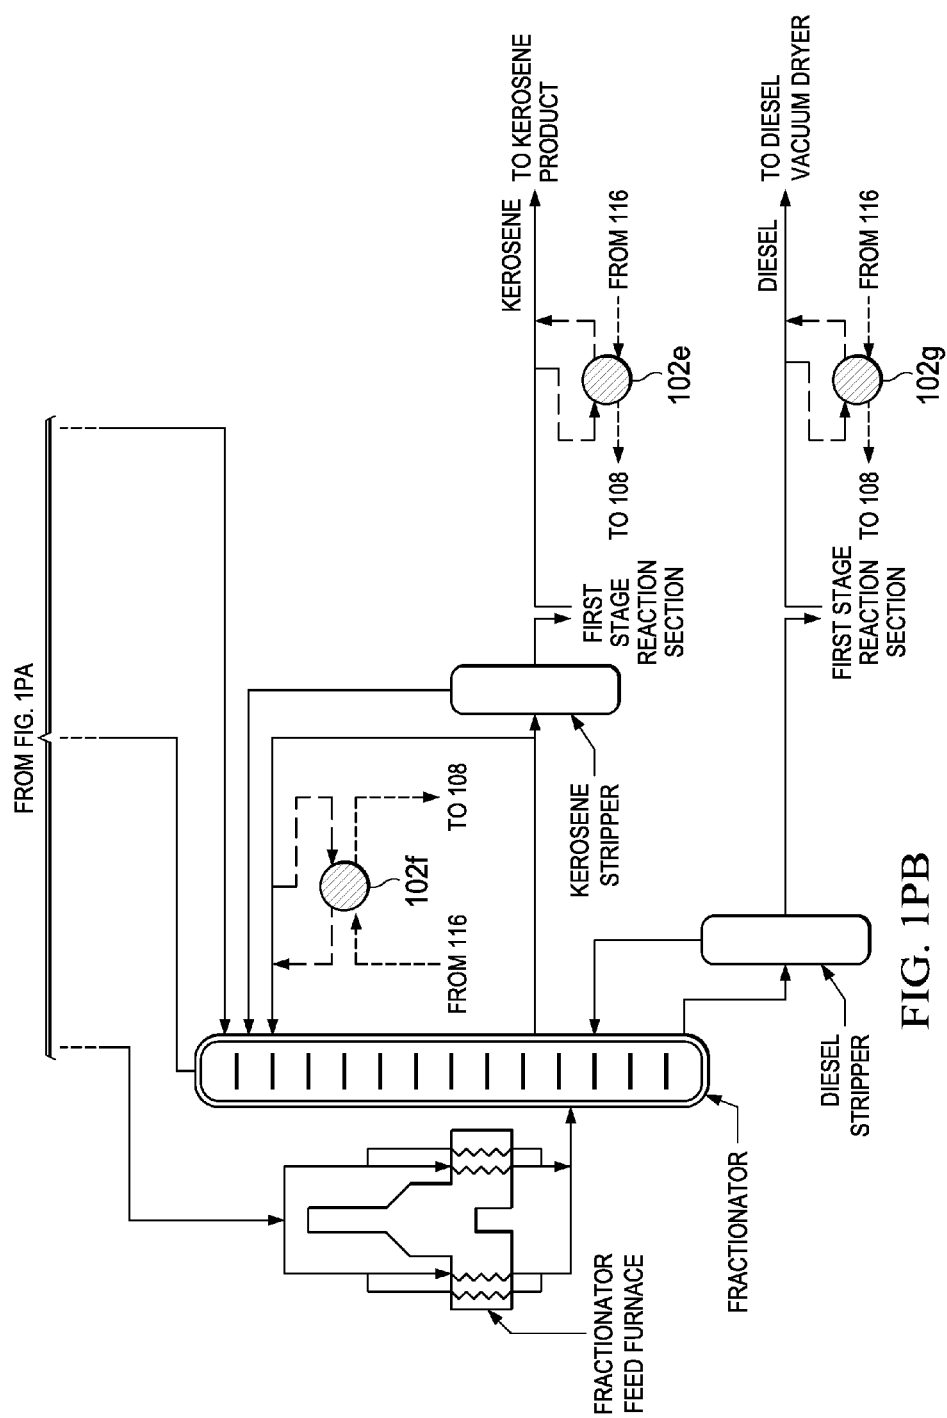 FROM FIG. 1PA
FRACTIONATOR
FEED FURNACE
FRACTIONATOR
FROM 116
102f
TO 108
KEROSENE
STRIPPER
FIRST
STAGE
REACTION
SECTION
TO 108
102e
FROM 116
KEROSENE
TO KEROSENE
PRODUCT
DIESEL
STRIPPER
FIRST STAGE
REACTION
SECTION
TO 108
102g
FROM 116
DIESEL
TO DIESEL
VACUUM DRYER
FIG. 1PB